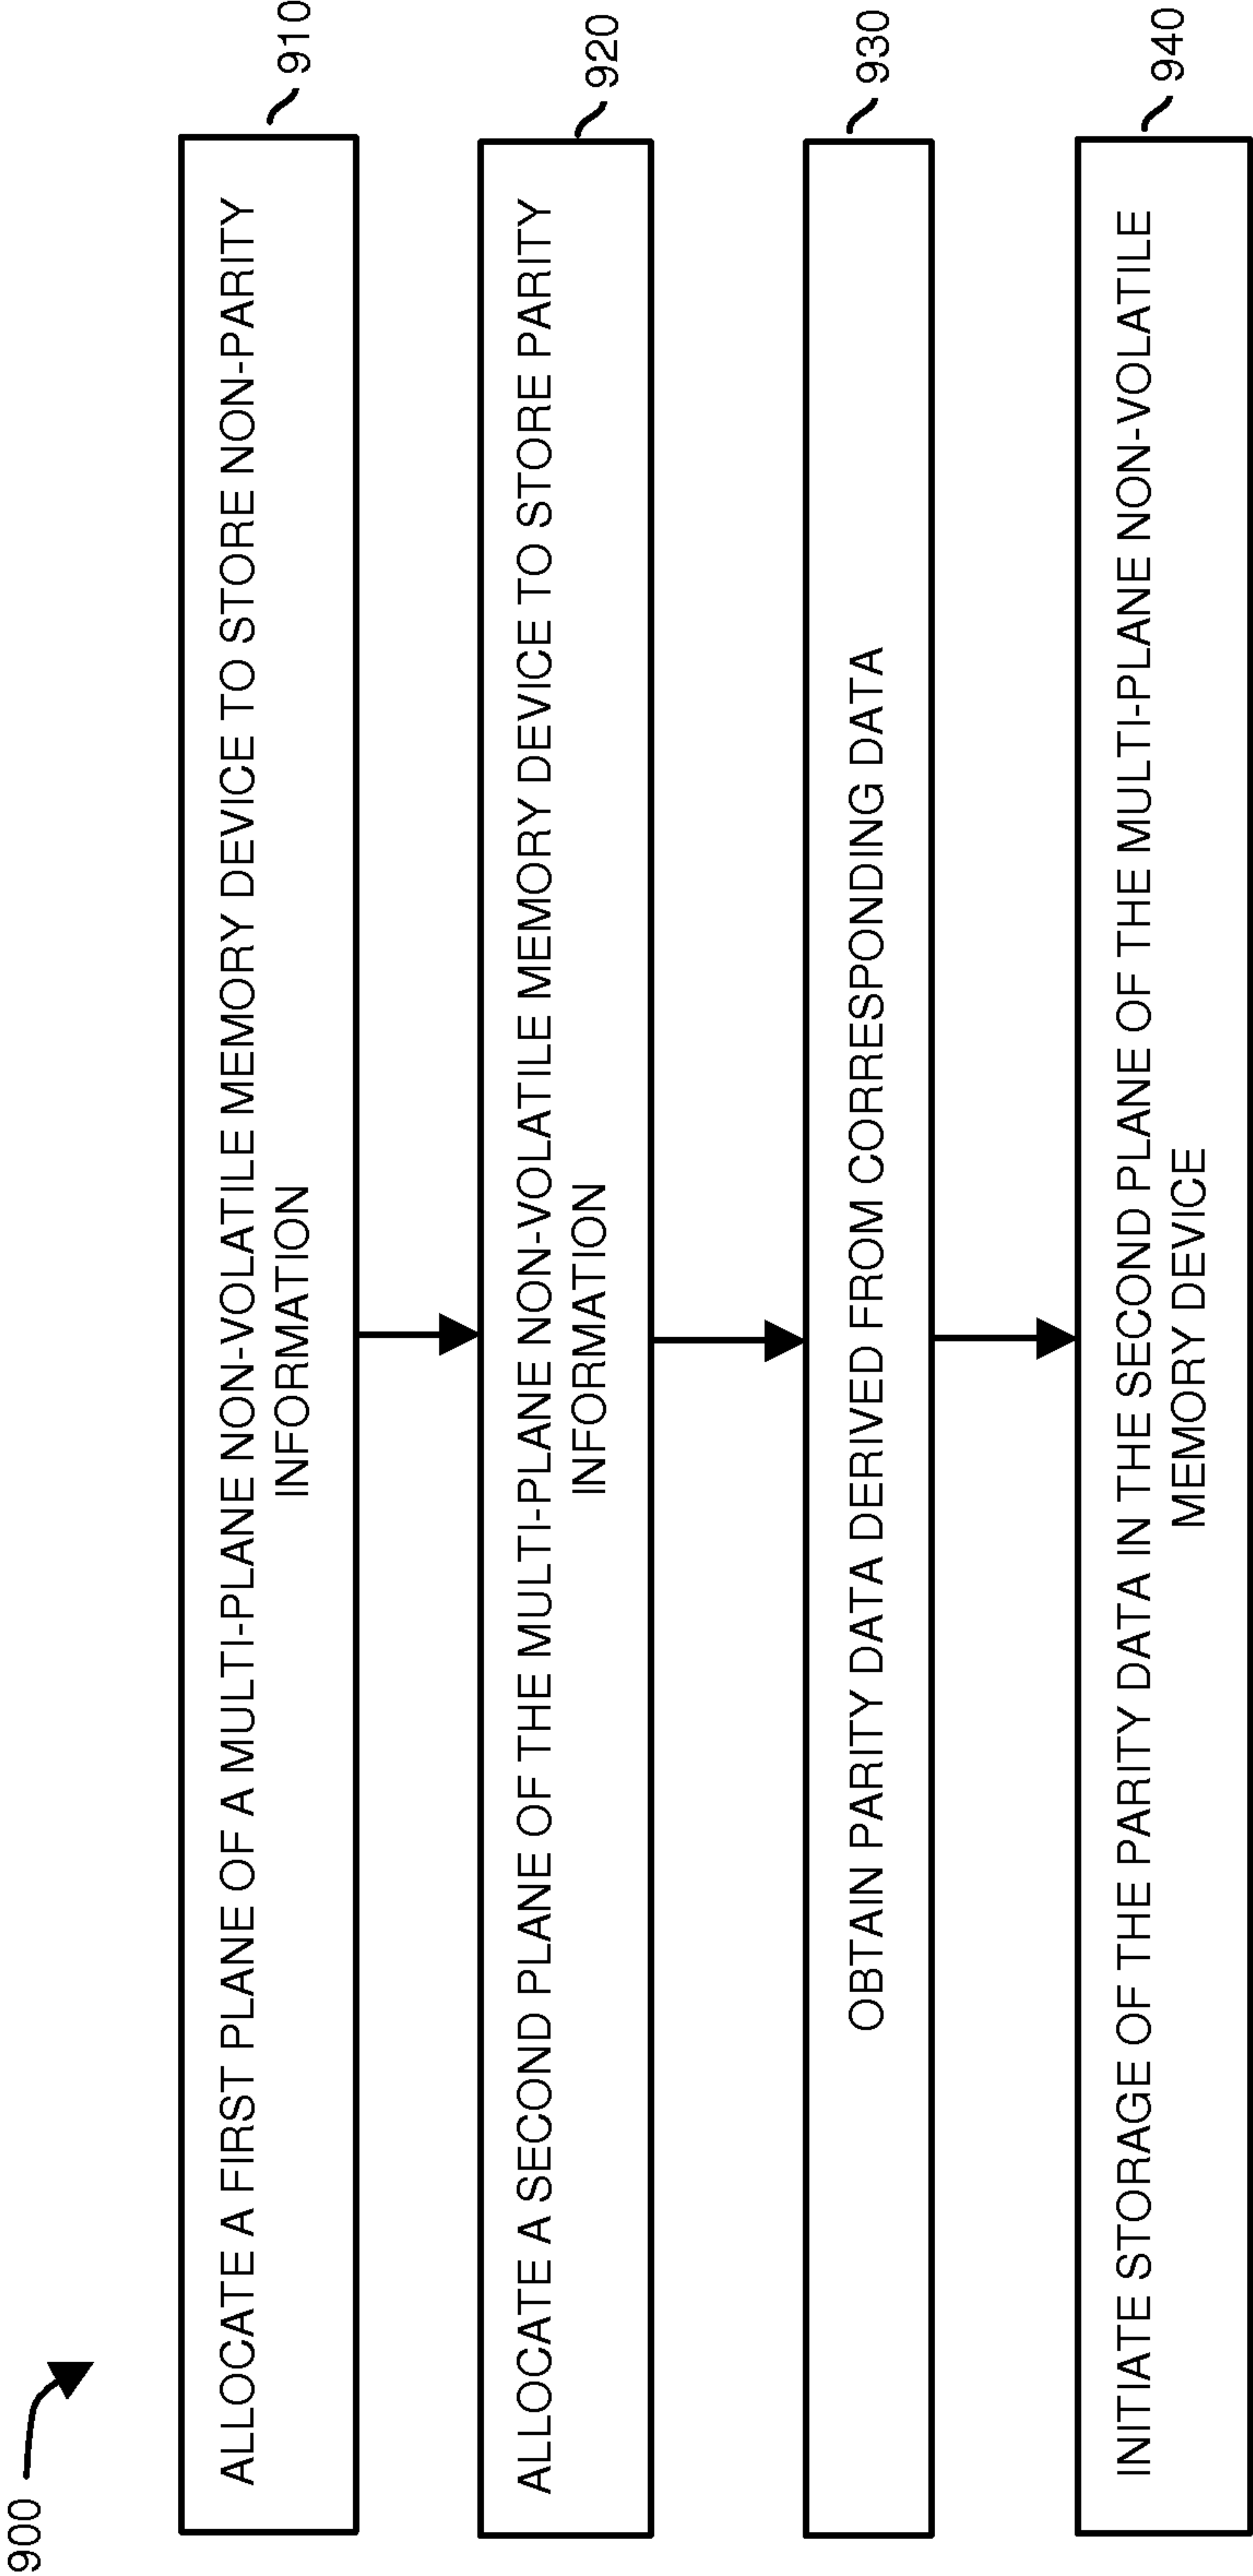 900
ALLOCATE A FIRST PLANE OF A MULTI-PLANE NON-VOLATILE MEMORY DEVICE TO STORE NON-PARITY
INFORMATION
910
ALLOCATE A SECOND PLANE OF THE MULTI-PLANE NON-VOLATILE MEMORY DEVICE TO STORE PARITY
INFORMATION
920
OBTAIN PARITY DATA DERIVED FROM CORRESPONDING DATA
930
INITIATE STORAGE OF THE PARITY DATA IN THE SECOND PLANE OF THE MULTI-PLANE NON-VOLATILE
MEMORY DEVICE
940